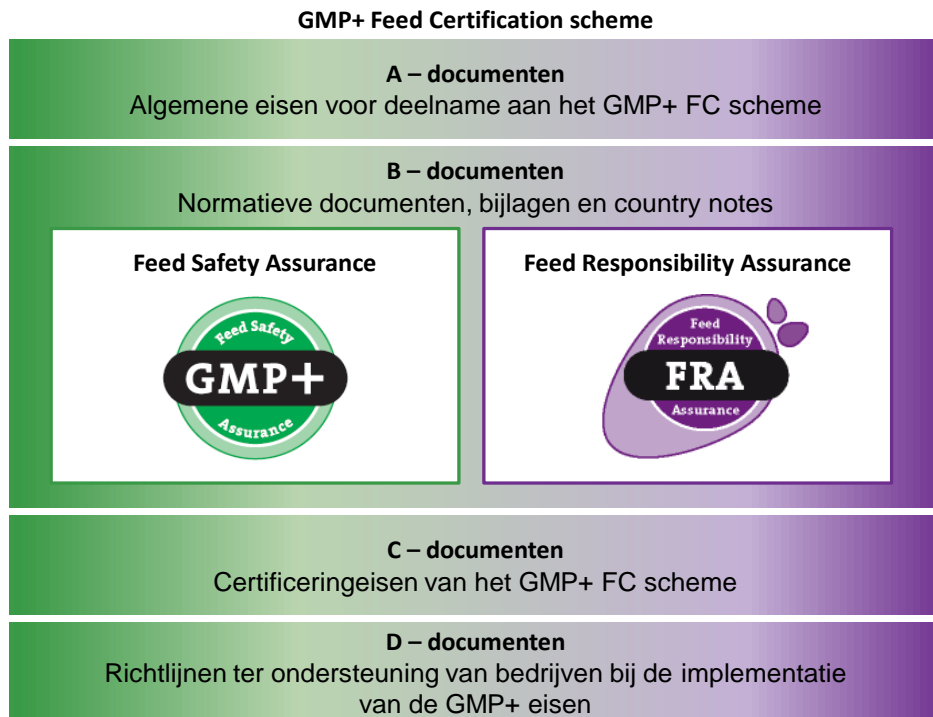 GMP+ Feed Certification scheme
A – documenten
Algemene eisen voor deelname aan het GMP+ FC scheme
B – documenten
Normatieve documenten, bijlagen en country notes
Feed Safety Assurance
Feed Safety
GMP+
Assurance
Feed Responsibility Assurance
Feed
Responsibility
FRA
Assurance
C – documenten
Certificeringeisen van het GMP+ FC scheme
D – documenten
Richtlijnen ter ondersteuning van bedrijven bij de implementatie
van de GMP+ eisen